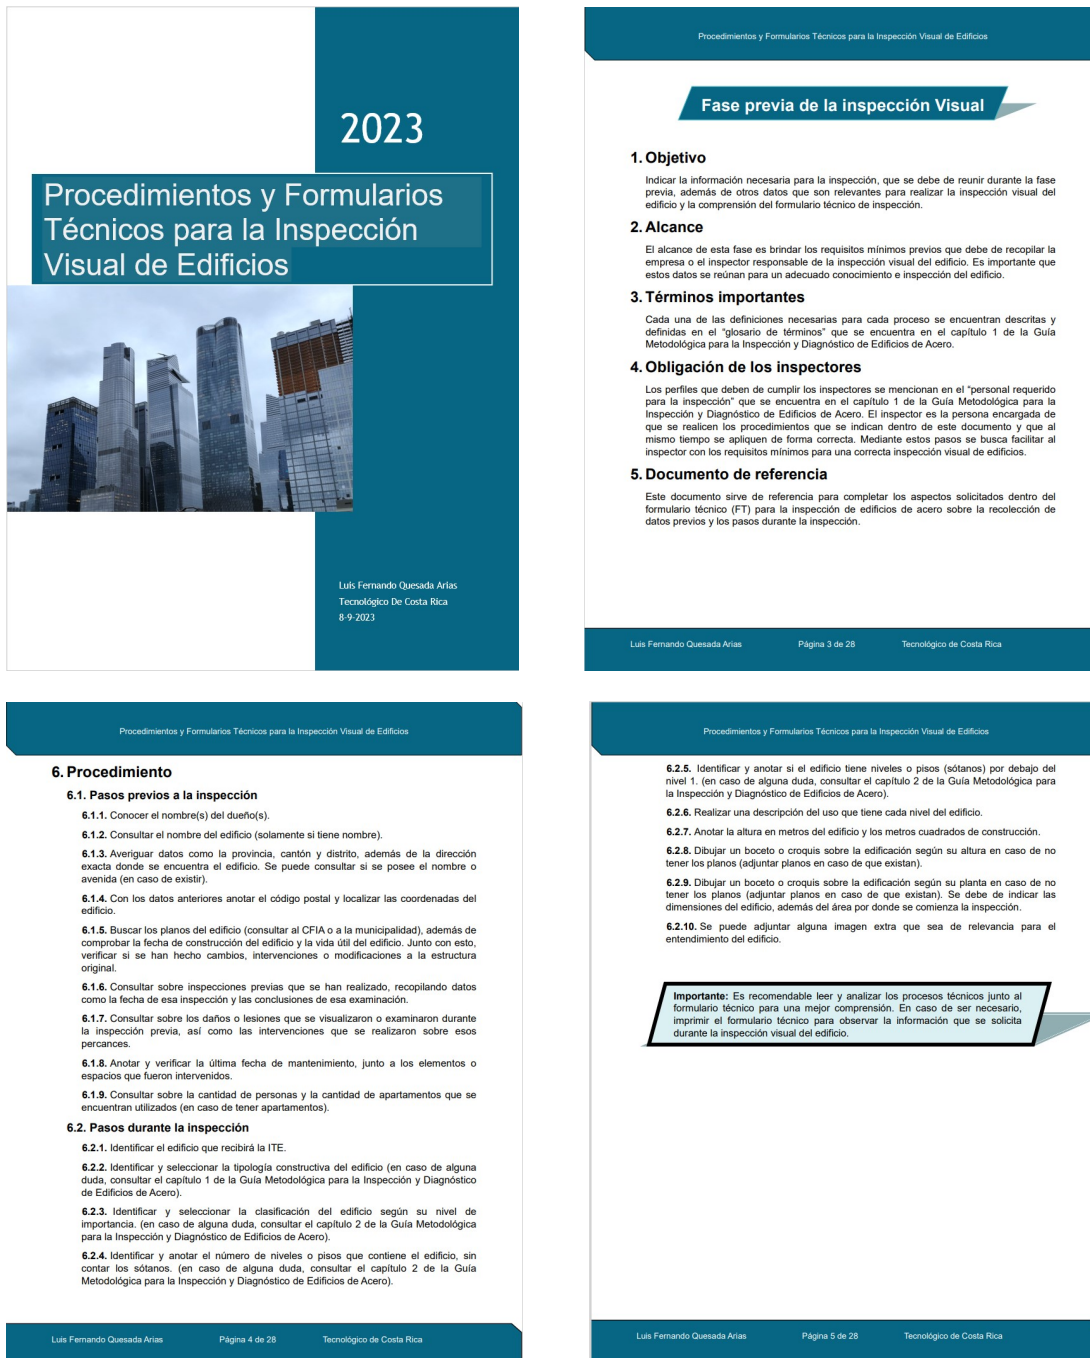 2023
Procedimientos y Formularios
Técnicos para la Inspección
Visual de Edificios
Luis Fernando Quesada Arias
Tecnológico De Costa Rica
8-9-2023
Procedimientos y Formularios Técnicos para la Inspección Visual de Edificios
Fase previa de la inspección Visual
1. Objetivo
Indicar la información necesaria para la inspección, que se debe de reunir durante la fase
previa, además de otros datos que son relevantes para realizar la inspección visual del
edificio y la comprensión del formulario técnico de inspección.
2. Alcance
El alcance de esta fase es brindar los requisitos mínimos previos que debe de recopilar la
empresa o el inspector responsable de la inspección visual del edificio. Es importante que
estos datos se reúnan para un adecuado conocimiento e inspección del edificio.
3. Términos importantes
Cada una de las definiciones necesarias para cada proceso se encuentran descritas y
definidas en el “glosario de términos” que se encuentra en el capítulo 1 de la Guía
Metodológica para la Inspección y Diagnóstico de Edificios de Acero.
4. Obligación de los inspectores
Los perfiles que deben de cumplir los inspectores se mencionan en el “personal requerido
para la inspección” que se encuentra en el capítulo 1 de la Guía Metodológica para la
Inspección y Diagnóstico de Edificios de Acero. El inspector es la persona encargada de
que se realicen los procedimientos que se indican dentro de este documento y que al
mismo tiempo se apliquen de forma correcta. Mediante estos pasos se busca facilitar al
inspector con los requisitos mínimos para una correcta inspección visual de edificios.
5. Documento de referencia
Este documento sirve de referencia para completar los aspectos solicitados dentro del
formulario técnico (FT) para la inspección de edificios de acero sobre la recolección de
datos previos y los pasos durante la inspección.
Luis Fernando Quesada Arias Página 3 de 28 Tecnológico de Costa Rica
Procedimientos y Formularios Técnicos para la Inspección Visual de Edificios
6. Procedimiento
6.1. Pasos previos a la inspección
6.1.1. Conocer el nombre(s) del dueño(s).
6.1.2. Consultar el nombre del edificio (solamente si tiene nombre).
6.1.3. Averiguar datos como la provincia, cantón y distrito, además de la dirección
exacta donde se encuentra el edificio. Se puede consultar si se posee el nombre o
avenida (en caso de existir).
6.1.4. Con los datos anteriores anotar el código postal y localizar las coordenadas del
edificio.
6.1.5. Buscar los planos del edificio (consultar al CFIA o a la municipalidad), además de
comprobar la fecha de construcción del edificio y la vida útil del edificio. Junto con esto,
verificar si se han hecho cambios, intervenciones o modificaciones a la estructura
original.
6.1.6. Consultar sobre inspecciones previas que se han realizado, recopilando datos
como la fecha de esa inspección y las conclusiones de esa examinación.
6.1.7. Consultar sobre los daños o lesiones que se visualizaron o examinaron durante
la inspección previa, así como las intervenciones que se realizaron sobre esos
percances.
6.1.8. Anotar y verificar la última fecha de mantenimiento, junto a los elementos o
espacios que fueron intervenidos.
6.1.9. Consultar sobre la cantidad de personas y la cantidad de apartamentos que se
encuentran utilizados (en caso de tener apartamentos).
6.2. Pasos durante la inspección
6.2.1. Identificar el edificio que recibirá la ITE.
6.2.2. Identificar y seleccionar la tipología constructiva del edificio (en caso de alguna
duda, consultar el capítulo 1 de la Guía Metodológica para la Inspección y Diagnóstico
de Edificios de Acero).
6.2.3. Identificar y seleccionar la clasificación del edificio según su nivel de
importancia. (en caso de alguna duda, consultar el capítulo 2 de la Guía Metodológica
para la Inspección y Diagnóstico de Edificios de Acero).
6.2.4. Identificar y anotar el número de niveles o pisos que contiene el edificio, sin
contar los sótanos. (en caso de alguna duda, consultar el capítulo 2 de la Guía
Metodológica para la Inspección y Diagnóstico de Edificios de Acero).
Luis Fernando Quesada Arias Página 4 de 28 Tecnológico de Costa Rica
Procedimientos y Formularios Técnicos para la Inspección Visual de Edificios
6.2.5. Identificar y anotar si el edificio tiene niveles o pisos (sótanos) por debajo del
nivel 1. (en caso de alguna duda, consultar el capítulo 2 de la Guía Metodológica para
la Inspección y Diagnóstico de Edificios de Acero).
6.2.6. Realizar una descripción del uso que tiene cada nivel del edificio.
6.2.7. Anotar la altura en metros del edificio y los metros cuadrados de construcción.
6.2.8. Dibujar un boceto o croquis sobre la edificación según su altura en caso de no
tener los planos (adjuntar planos en caso de que existan).
6.2.9. Dibujar un boceto o croquis sobre la edificación según su planta en caso de no
tener los planos (adjuntar planos en caso de que existan). Se debe de indicar las
dimensiones del edificio, además del área por donde se comienza la inspección.
6.2.10. Se puede adjuntar alguna imagen extra que sea de relevancia para el
entendimiento del edificio.
Importante: Es recomendable leer y analizar los procesos técnicos junto al
formulario técnico para una mejor comprensión. En caso de ser necesario,
imprimir el formulario técnico para observar la información que se solicita
durante la inspección visual del edificio.
Luis Fernando Quesada Arias Página 5 de 28 Tecnológico de Costa Rica